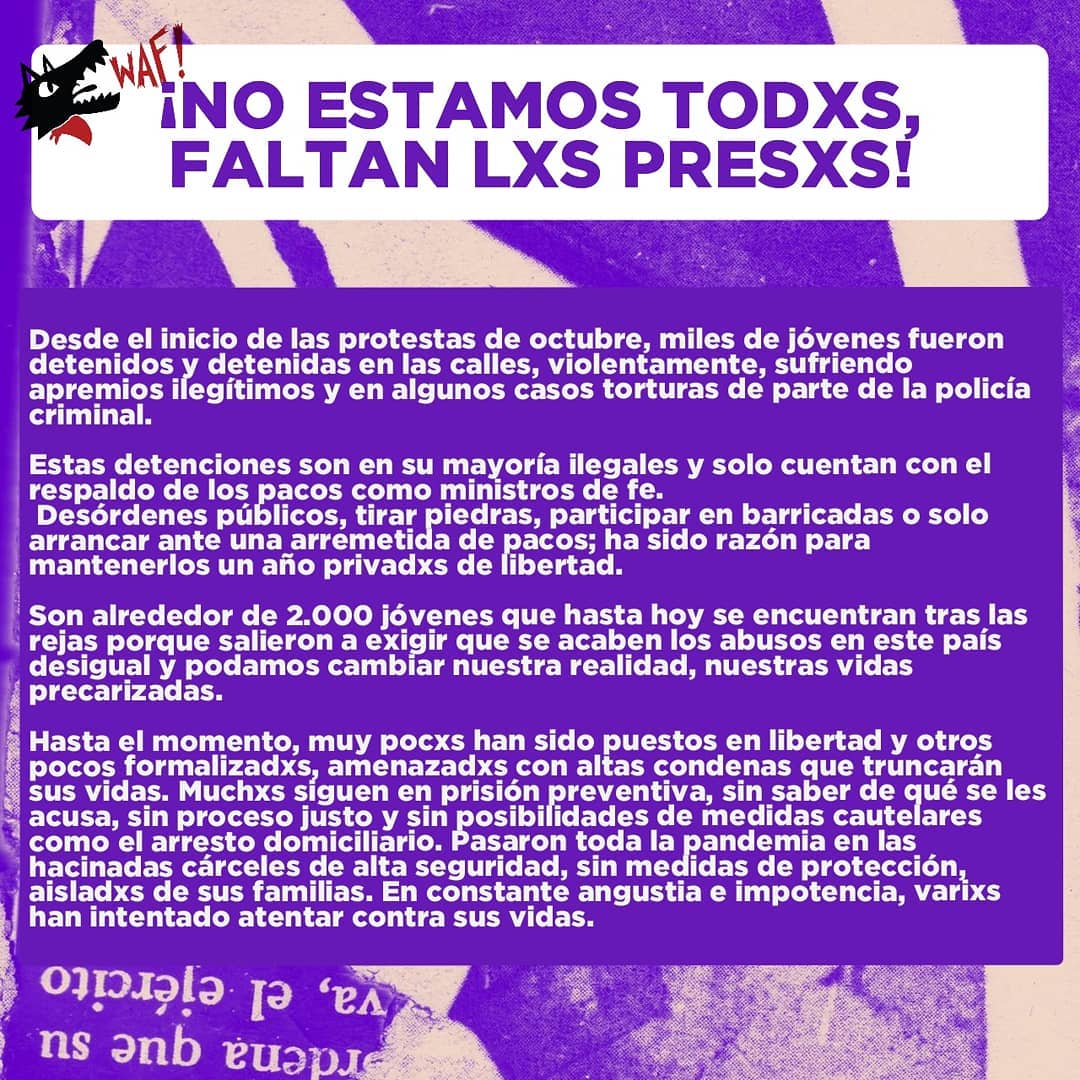 WAF!
¡NO ESTAMOS TODXS,
FALTAN LXS PRESXS!
Desde el inicio de las protestas de octubre, miles de jóvenes fueron
detenidos y detenidas en las calles, violentamente, sufriendo
apremios ilegítimos y en algunos casos torturas de parte de la policía
criminal.
Estas detenciones son en su mayoría ilegales y solo cuentan con el
respaldo de los pacos como ministros de fe.
Desórdenes públicos, tirar piedras, participar en barricadas o solo
arrancar ante una arremetida de pacos; ha sido razón para
mantenerlos un año privadxs de libertad.
Son alrededor de 2.000 jóvenes que hasta hoy se encuentran tras las
rejas porque salieron a exigir que se acaben los abusos en este país
desigual y podamos cambiar nuestra realidad, nuestras vidas
precarizadas.
Hasta el momento, muy pocxs han sido puestos en libertad y otros
pocos formalizadxs, amenazadxs con altas condenas que truncarán
sus vidas. Muchxs siguen en prisión preventiva, sin saber de qué se les
acusa, sin proceso justo y sin posibilidades de medidas cautelares
como el arresto domiciliario. Pasaron toda la pandemia en las
hacinadas cárceles de alta seguridad, sin medidas de protección,
aisladxs de sus familias. En constante angustia e impotencia, varixs
han intentado atentar contra sus vidas.
rdena que su
va, el ejército